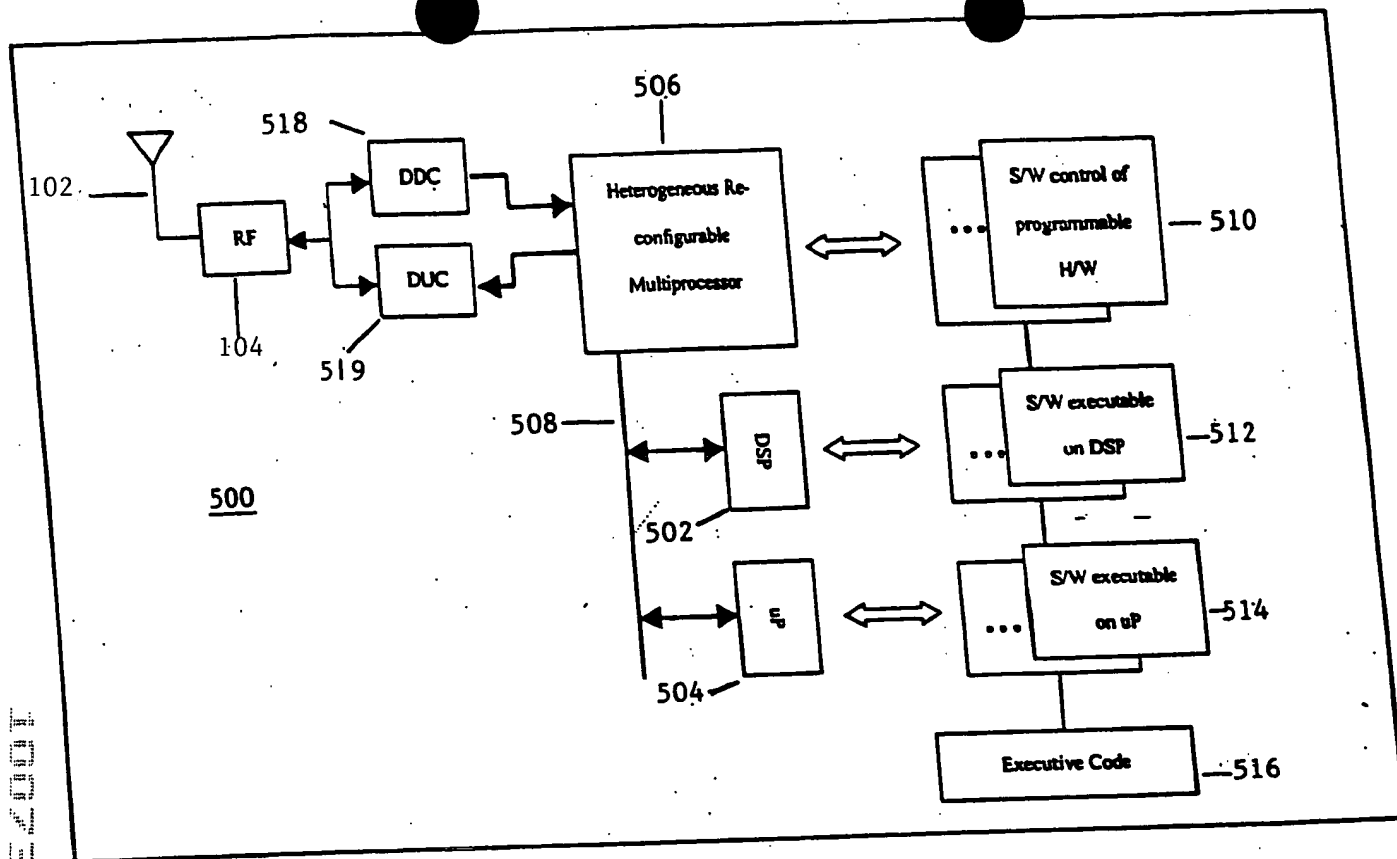 506
518
DDC
Heterogeneous Re-
configurable
Multiprocessor
S/W control of
programmable
H/W
...
510
102
RF
DUC
104
519
508
DSP
S/W executable
on DSP
...
512
500
502
uP
S/W executable
on uP
...
514
504
Executive Code
516